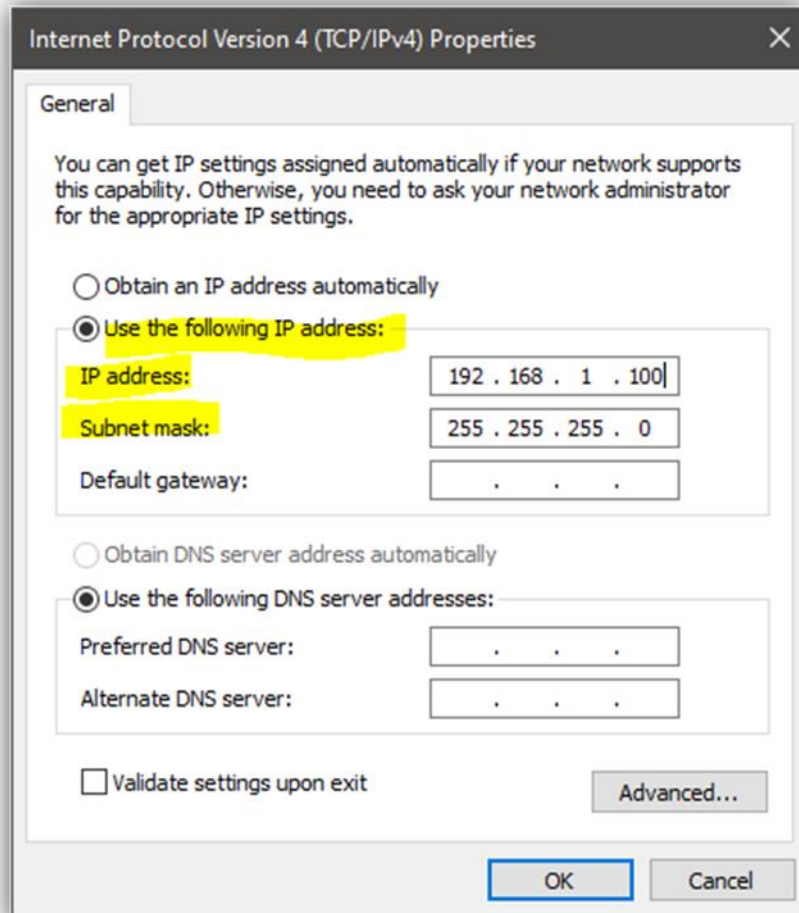 Internet Protocol Version 4 (TCP/IPv4) Properties
General
You can get IP settings assigned automatically if your network supports
this capability. Otherwise, you need to ask your network administrator
for the appropriate IP settings.
Obtain an IP address automatically
Use the following IP address:
IP address: 192 . 168 . 1 . 100
Subnet mask: 255 . 255 . 255 . 0
Default gateway: . . .
Obtain DNS server address automatically
Use the following DNS server addresses:
Preferred DNS server: . . .
Alternate DNS server: . . .
Validate settings upon exit
Advanced...
OK Cancel